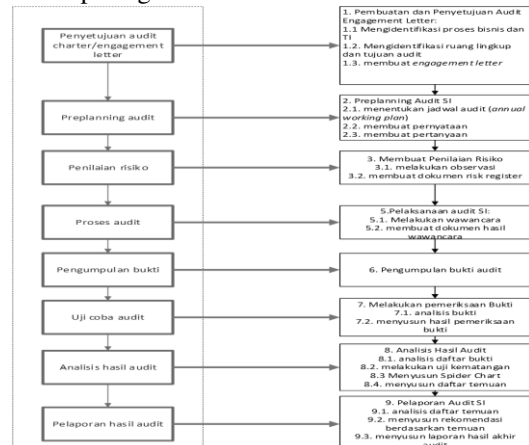 Penyetujuan audit
charter/engagement
letter
Preplanning audit
Penilaian risiko
Proses audit
Pengumpulan bukti
Uji coba audit
Analisis hasil audit
Pelaporan hasil audit
1. Pembuatan dan Penyetujuan Audit
Engagement Letter:
1.1 Mengidentifikasi proses bisnis dan
TI
1.2. Mengidentifikasi ruang lingkup
dan tujuan audit
1.3. membuat engagement letter
2. Preplanning Audit SI
2.1. menentukan jadwal audit (annual
working plan)
2.2. membuat pernyataan
2.3. membuat pertanyaan
3. Membuat Penilaian Risiko
3.1. melakukan observasi
3.2. membuat dokumen risk register
5.Pelaksanaan audit SI:
5.1. Melakukan wawancara
5.2. membuat dokumen hasil
wawancara
6. Pengumpulan bukti audit
7. Melakukan pemeriksaan Bukti
7.1. analisis bukti
7.2. menyusun hasil pemeriksaan
bukti
8. Analisis Hasil Audit
8.1. analisis daftar bukti
8.2. melakukan uji kematangan
8.3 Menyusun Spider Chart
8.4. menyusun daftar temuan
9. Pelaporan Audit SI
9.1. analisis daftar temuan
9.2. menyusun rekomendasi
berdasarkan temuan
9.3. menyusun laporan hasil akhir
audit